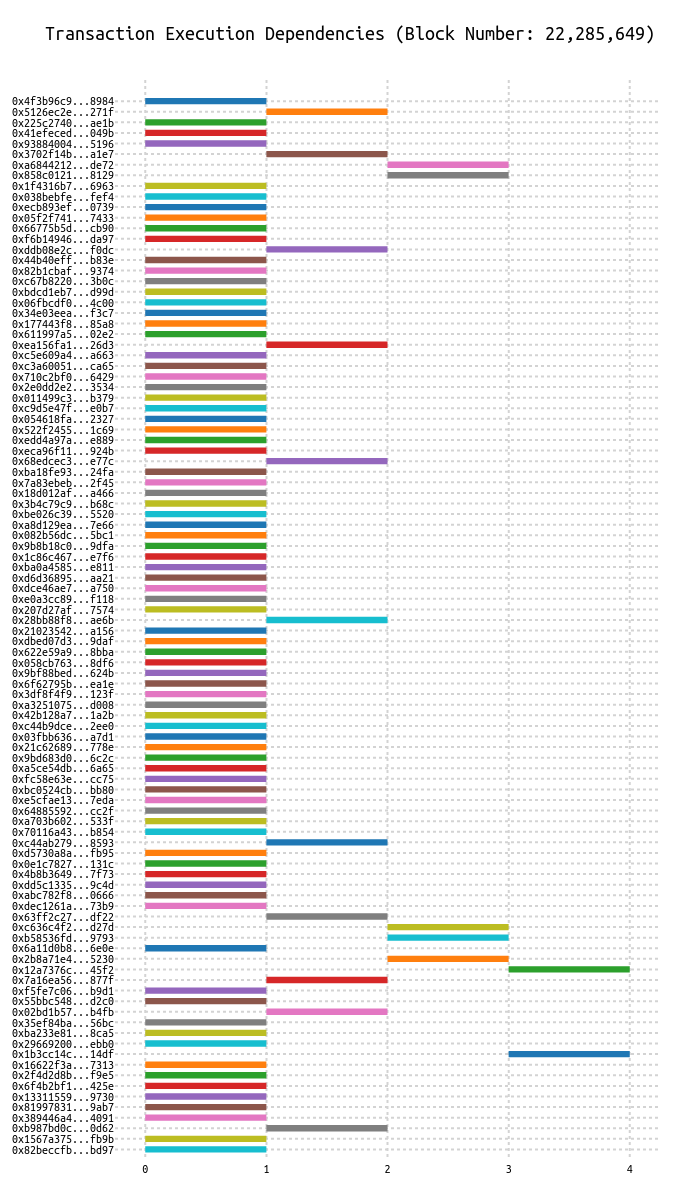 Transaction Execution Dependencies (Block Number: 22,285,649)
0x4f3b96c9...8984
0x5126ec2e...271f
0x225c2740...ae1b
0x41efeced...049b
0x93884004...5196
0x3702f14b...a1e7
0xa6844212...de72
0x858c0121...8129
0x1f4316b7...6963
0x038bebfe...fef4
0xecb893ef...0739
0x05f2f741...7433
0x66775b5d...cb90
0xf6b14946...da97
0xddb08e2c...f0dc
0x44b40eff...b83e
0x82b1cbaf...9374
0xc67b8220...3b0c
0xbdcd1eb7...d99d
0x06fbcdf0...4c00
0x34e03eea...f3c7
0x177443f8...85a8
0x611997a5...02e2
0xea156fa1...26d3
0xc5e609a4...a663
0xc3a60051...ca65
0x710c2bf0...6429
0x2e0dd2e2...3534
0x011499c3...b379
0xc9d5e47f...e0b7
0x054618fa...2327
0x522f2455...1c69
0xedd4a97a...e889
0xeca96f11...924b
0x68edcec3...e77c
0xba18fe93...24fa
0x7a83ebeb...2f45
0x18d012af...a466
0x3b4c79c9...b68c
0xbe026c39...5520
0xa8d129ea...7e66
0x082b56dc...5bc1
0x9b8b18c0...9dfa
0x1c86c467...e7f6
0xba0a4585...e811
0xd6d36895...aa21
0xdce46ae7...a750
0xe0a3cc89...f118
0x207d27af...7574
0x28bb88f8...ae6b
0x21023542...a156
0xdbed07d3...9daf
0x622e59a9...8bba
0x058cb763...8df6
0x9bf88bed...624b
0x6f62795b...ea1e
0x3df8f4f9...123f
0xa3251075...d008
0x42b128a7...1a2b
0xc44b9dce...2ee0
0x03fbb636...a7d1
0x21c62689...778e
0x9bd683d0...6c2c
0xa5ce54db...6a65
0xfc58e63e...cc75
0xbc0524cb...bb80
0xe5cfae13...7eda
0x64885592...cc2f
0xa703b602...533f
0x70116a43...b854
0xc44ab279...8593
0xd5730a8a...fb95
0x0e1c7827...131c
0x4b8b3649...7f73
0xdd5c1335...9c4d
0xabc782f8...0666
0xdec1261a...73b9
0x63ff2c27...df22
0xc636c4f2...d27d
0xb58536fd...9793
0x6a11d0b8...6e0e
0x2b8a71e4...5230
0x12a7376c...45f2
0x7a16ea56...877f
0xf5fe7c06...b9d1
0x55bbc548...d2c0
0x02bd1b57...b4fb
0x35ef84ba...56bc
0xba233e81...8ca5
0x29669200...ebb0
0x1b3cc14c...14df
0x16622f3a...7313
0x2f4d2d8b...f9e5
0x6f4b2bf1...425e
0x13311559...9730
0x81997831...9ab7
0x389446a4...4091
0xb987bd0c...0d62
0x1567a375...fb9b
0x82beccfb...bd97
0 1 2 3 4